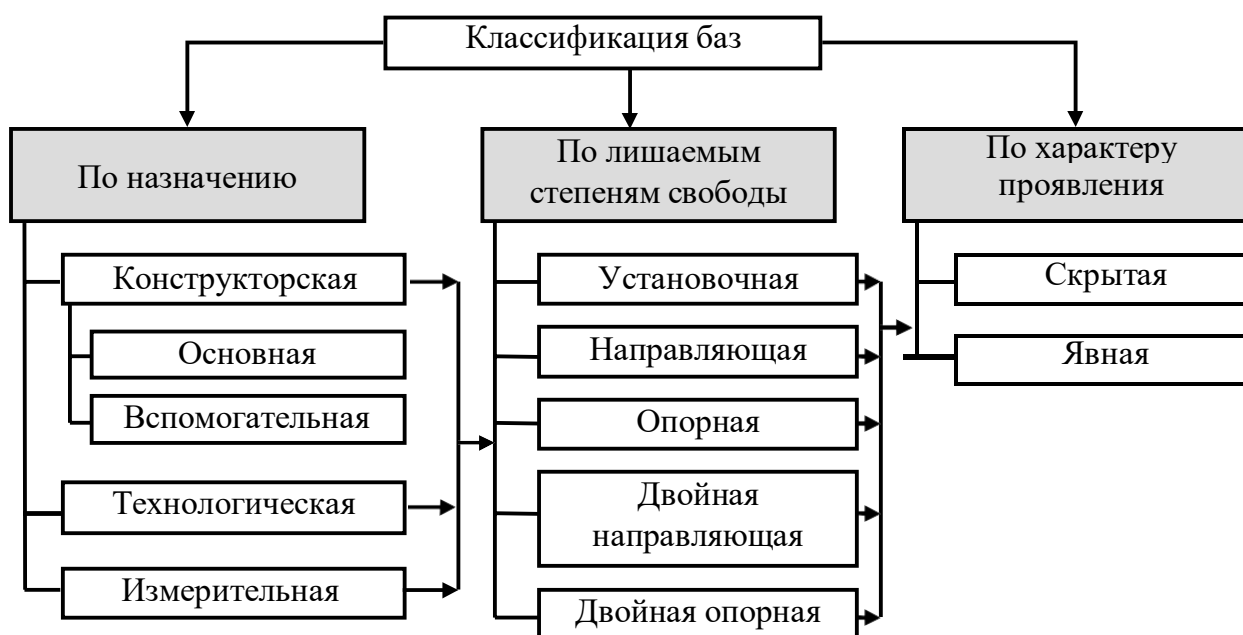 Классификация баз
По назначению
Конструкторская
Основная
Вспомогательная
Технологическая
Измерительная
По лишаемым
степеням свободы
Установочная
Направляющая
Опорная
Двойная
направляющая
Двойная опорная
По характеру
проявления
Скрытая
Явная